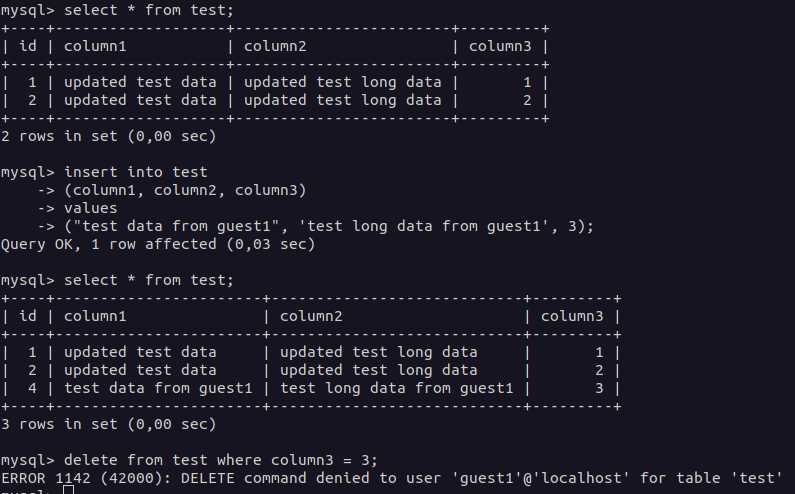 mysql> select * from test;
+----+-------------------+------------------------+---------+
| id | column1           | column2                | column3 |
+----+-------------------+------------------------+---------+
|  1 | updated test data | updated test long data |       1 |
|  2 | updated test data | updated test long data |       2 |
+----+-------------------+------------------------+---------+
2 rows in set (0,00 sec)

mysql> insert into test
    -> (column1, column2, column3)
    -> values
    -> ("test data from guest1", 'test long data from guest1', 3);
Query OK, 1 row affected (0,03 sec)

mysql> select * from test;
+----+-----------------------+----------------------------+---------+
| id | column1               | column2                    | column3 |
+----+-----------------------+----------------------------+---------+
|  1 | updated test data     | updated test long data     |       1 |
|  2 | updated test data     | updated test long data     |       2 |
|  4 | test data from guest1 | test long data from guest1 |       3 |
+----+-----------------------+----------------------------+---------+
3 rows in set (0,00 sec)

mysql> delete from test where column3 = 3;
ERROR 1142 (42000): DELETE command denied to user 'guest1'@'localhost' for table 'test'
mysql>